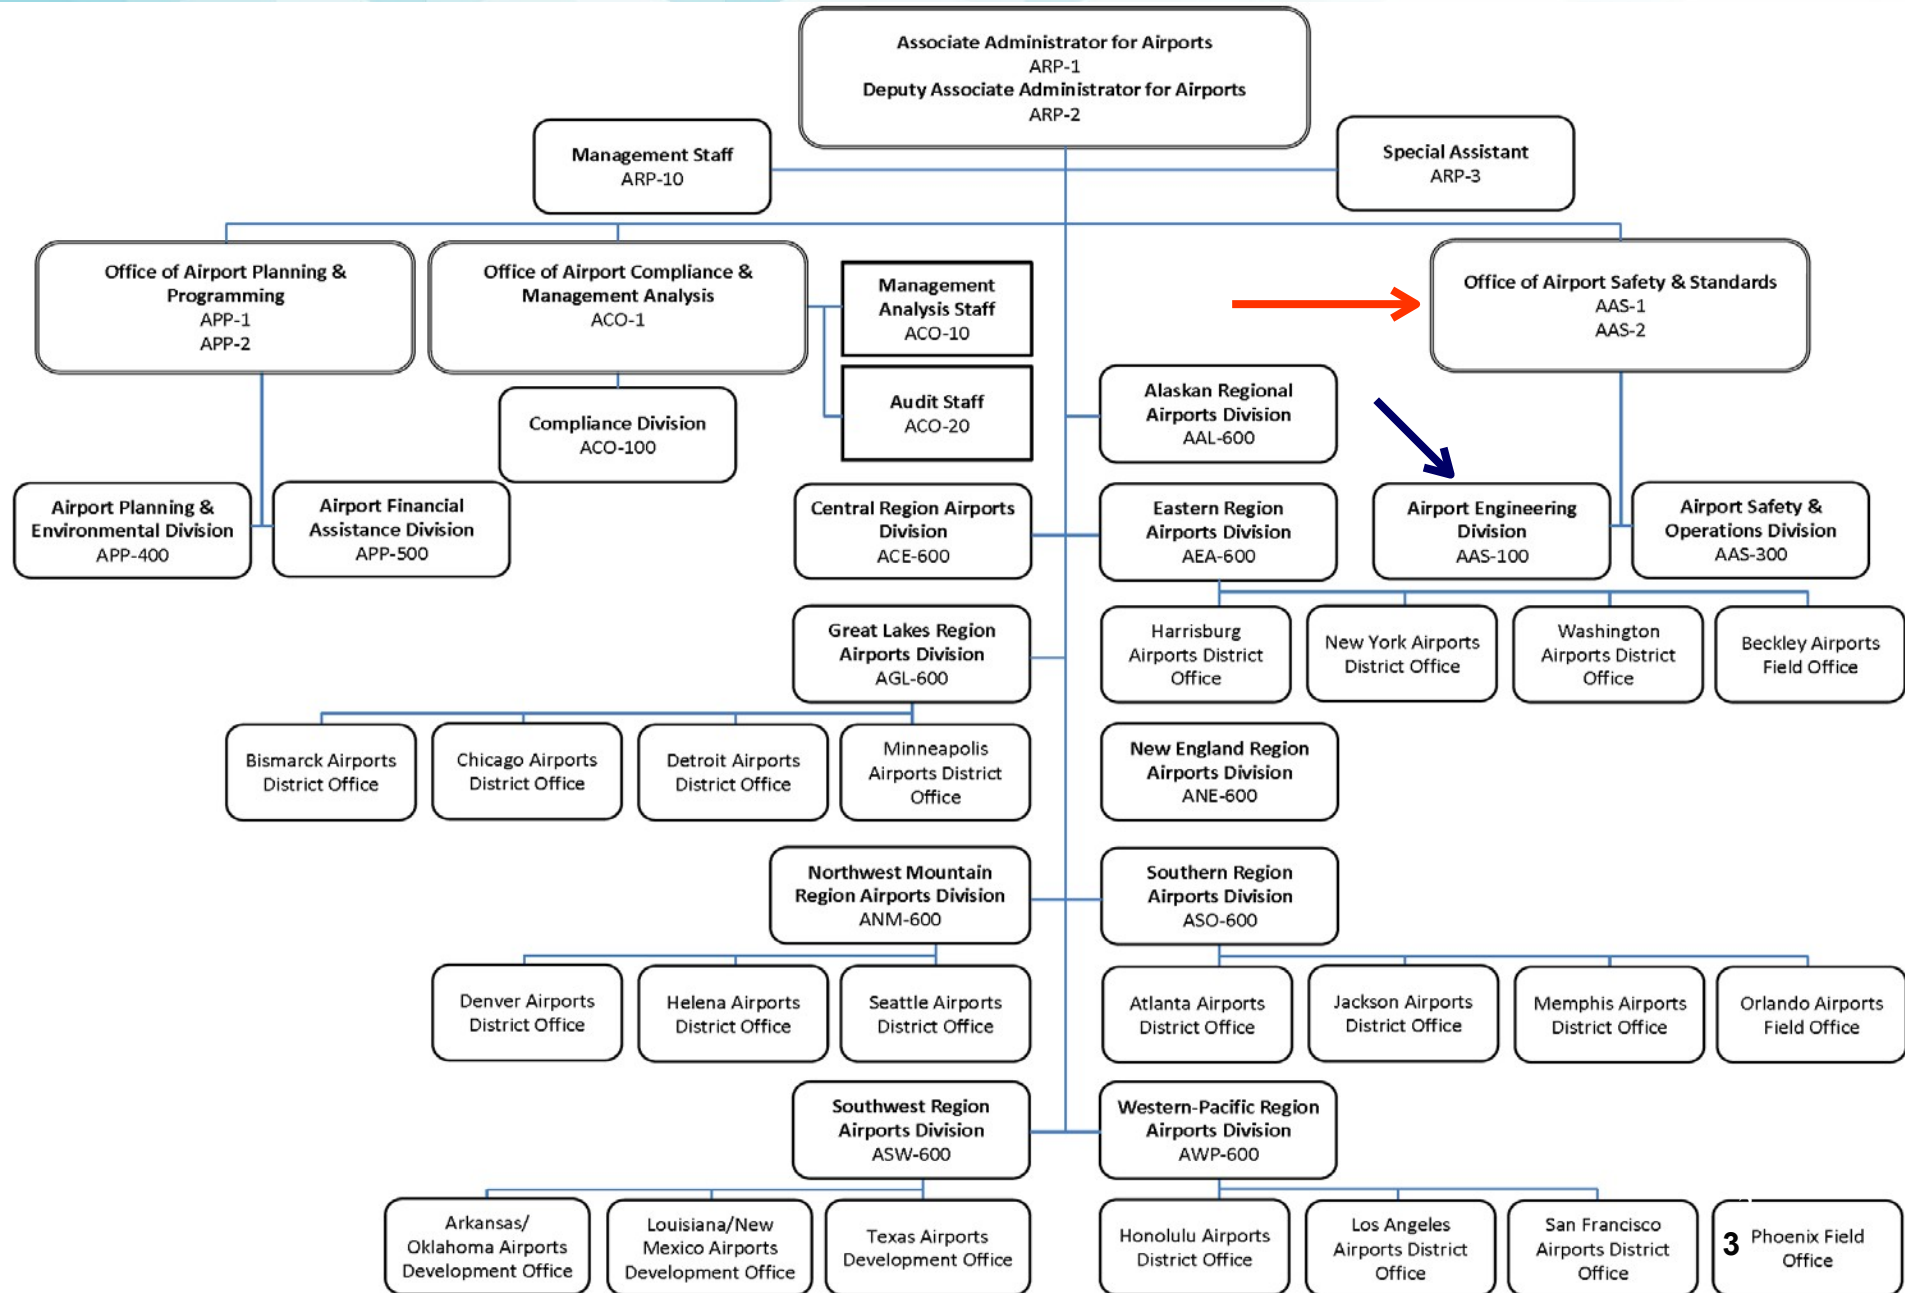 Associate Administrator for Airports
ARP-1
Deputy Associate Administrator for Airports
ARP-2
Management Staff
ARP-10
Special Assistant
ARP-3
Office of Airport Planning &
Programming
APP-1
APP-2
Office of Airport Compliance &
Management Analysis
ACO-1
Management
Analysis Staff
ACO-10
Office of Airport Safety & Standards
AAS-1
AAS-2
Compliance Division
ACO-100
Audit Staff
ACO-20
Alaskan Regional
Airports Division
AAL-600
Airport Planning &
Environmental Division
APP-400
Airport Financial
Assistance Division
APP-500
Central Region Airports
Division
ACE-600
Eastern Region
Airports Division
AEA-600
Airport Engineering
Division
AAS-100
Airport Safety &
Operations Division
AAS-300
Great Lakes Region
Airports Division
AGL-600
Harrisburg
Airports District
Office
New York Airports
District Office
Washington
Airports District
Office
Beckley Airports
Field Office
Bismarck Airports
District Office
Chicago Airports
District Office
Detroit Airports
District Office
Minneapolis
Airports District
Office
New England Region
Airports Division
ANE-600
Northwest Mountain
Region Airports Division
ANM-600
Southern Region
Airports Division
ASO-600
Denver Airports
District Office
Helena Airports
District Office
Seattle Airports
District Office
Atlanta Airports
District Office
Jackson Airports
District Office
Memphis Airports
District Office
Orlando Airports
Field Office
Southwest Region
Airports Division
ASW-600
Western-Pacific Region
Airports Division
AWP-600
Arkansas/
Oklahoma Airports
Development Office
Louisiana/New
Mexico Airports
Development Office
Texas Airports
Development Office
Honolulu Airports
District Office
Los Angeles
Airports District
Office
San Francisco
Airports District
Office
3
Phoenix Field
Office